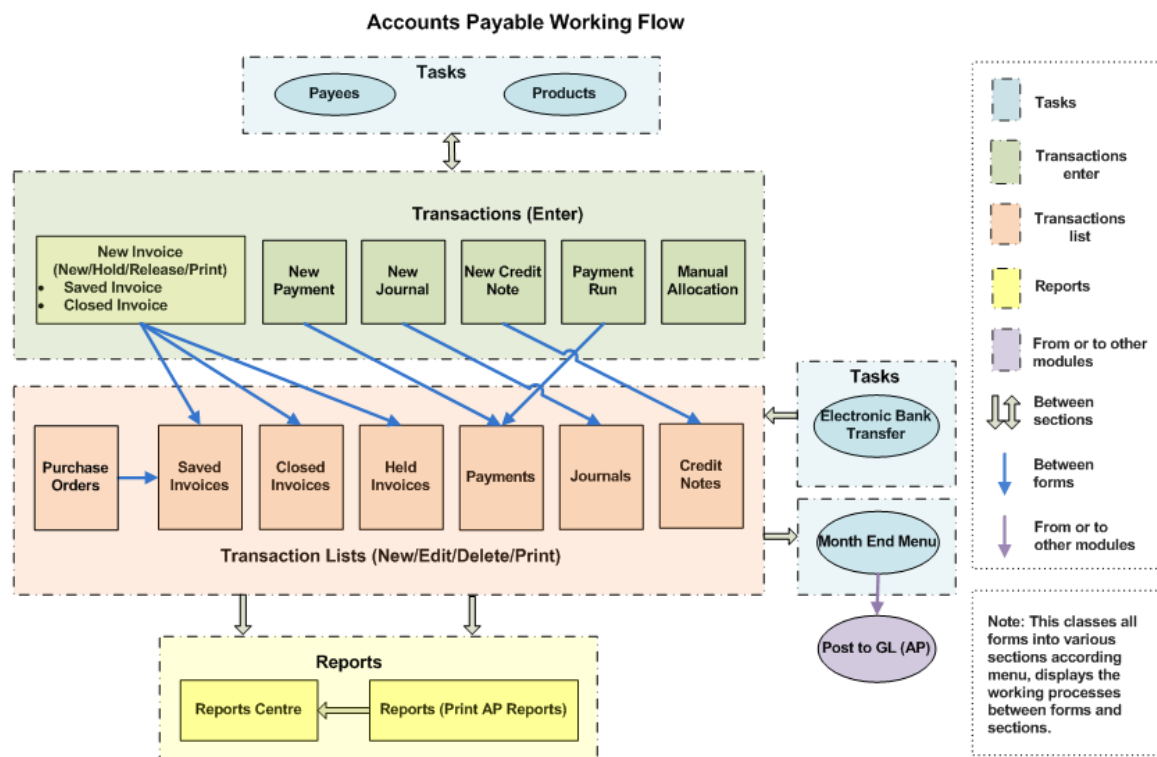 Accounts Payable Working Flow
Tasks
Payees
Products
Transactions (Enter)
New Invoice
(New/Hold/Release/Print)
• Saved Invoice
• Closed Invoice
New
Payment
New
Journal
New Credit
Note
Payment
Run
Manual
Allocation
Purchase
Orders
Saved
Invoices
Closed
Invoices
Held
Invoices
Payments
Journals
Credit
Notes
Transaction Lists (New/Edit/Delete/Print)
Tasks
Electronic Bank
Transfer
Month End Menu
Post to GL (AP)
Reports
Reports Centre
Reports (Print AP Reports)
Tasks
Transactions
enter
Transactions
list
Reports
From or to other
modules
Between
sections
Between
forms
From or to
other modules
Note: This classes all
forms into various
sections according
menu, displays the
working processes
between forms and
sections.